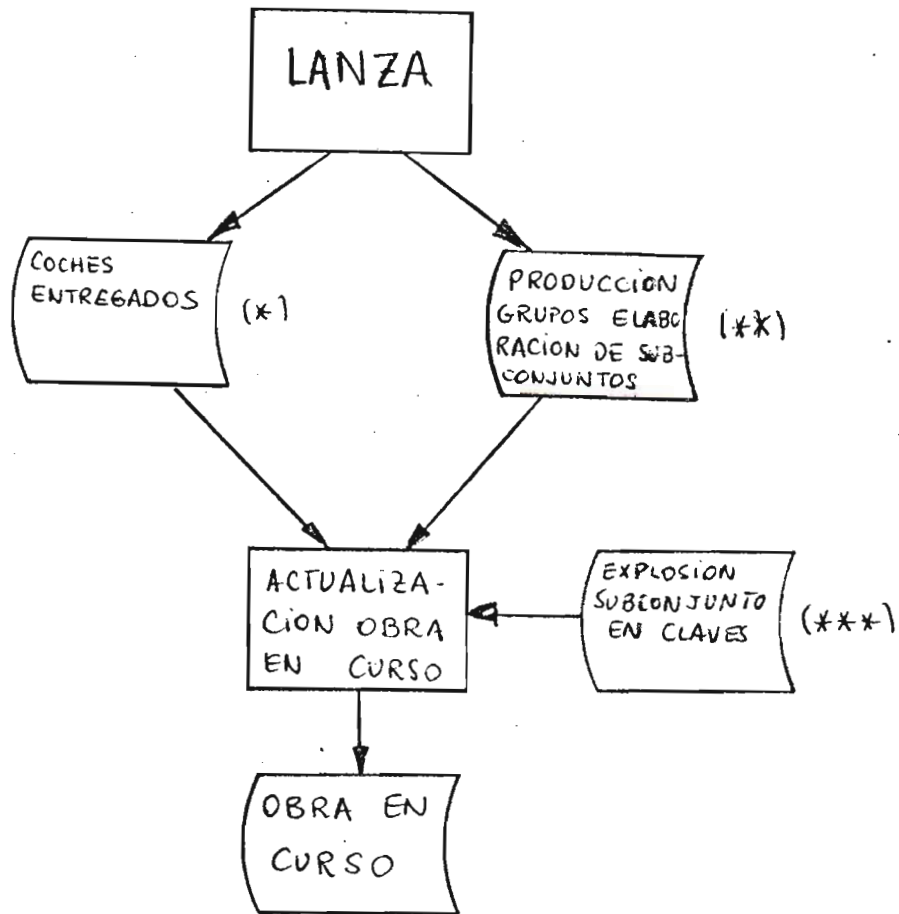 LANZA
COCHES
ENTREGADOS
(*)
PRODUCCION
GRUPOS ELABO
RACION DE SUB-
CONJUNTOS
(**)
ACTUALIZA-
CION OBRA
EN CURSO
EXPLOSION
SUBCONJUNTO
EN CLAVES
(***)
OBRA EN
CURSO